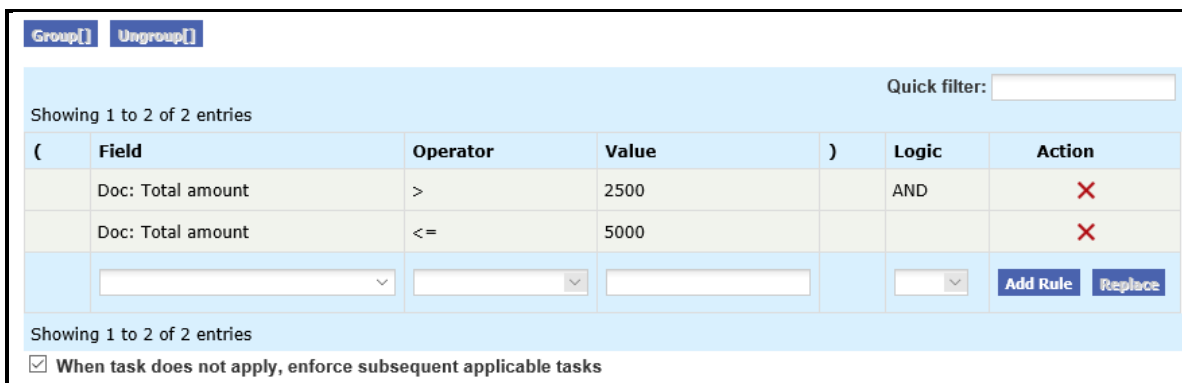 Group[] Ungroup[]
Quick filter:
Showing 1 to 2 of 2 entries
( Field Operator Value ) Logic Action
Doc: Total amount > 2500 AND
Doc: Total amount <= 5000
Add Rule Replace
Showing 1 to 2 of 2 entries
When task does not apply, enforce subsequent applicable tasks